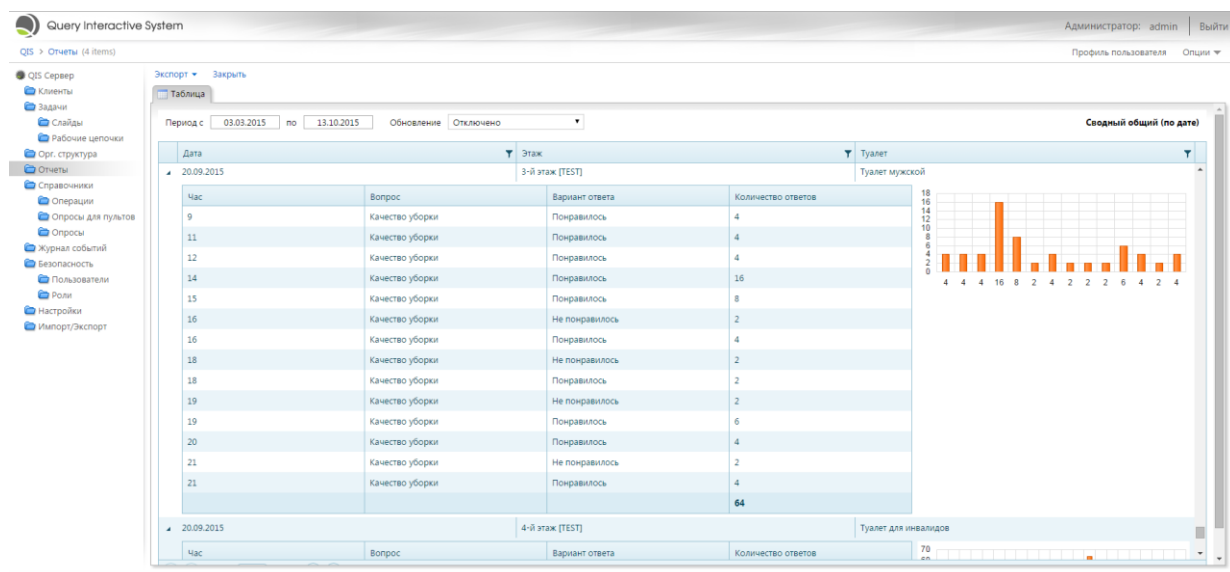 Query Interactive System
Администратор: admin Выйти
QIS > Отчеты (4 items)
Профиль пользователя Опции
QIS Сервер
Клиенты
Задачи
Слайды
Рабочие цепочки
Орг. структура
Отчеты
Справочники
Операции
Опросы для пультов
Опросы
Журнал событий
Безопасность
Пользователи
Роли
Настройки
Импорт/Экспорт
Экспорт Закрыть
Таблица
Период с 03.03.2015 по 13.10.2015 Обновление Отключено Сводный общий (по дате)
Дата Этаж Туалет
20.09.2015 3-й этаж [TEST] Туалет мужской
Час Вопрос Вариант ответа Количество ответов
9 Качество уборки Понравилось 4
11 Качество уборки Понравилось 4
12 Качество уборки Понравилось 4
14 Качество уборки Понравилось 16
15 Качество уборки Понравилось 8
16 Качество уборки Не понравилось 2
16 Качество уборки Понравилось 4
18 Качество уборки Не понравилось 2
18 Качество уборки Понравилось 2
19 Качество уборки Не понравилось 2
19 Качество уборки Понравилось 6
20 Качество уборки Понравилось 4
21 Качество уборки Не понравилось 2
21 Качество уборки Понравилось 4
64
18
16
14
12
10
8
6
4
2
0
4 4 4 16 8 2 4 2 2 2 6 4 2 4
20.09.2015 4-й этаж [TEST] Туалет для инвалидов
Час Вопрос Вариант ответа Количество ответов
70